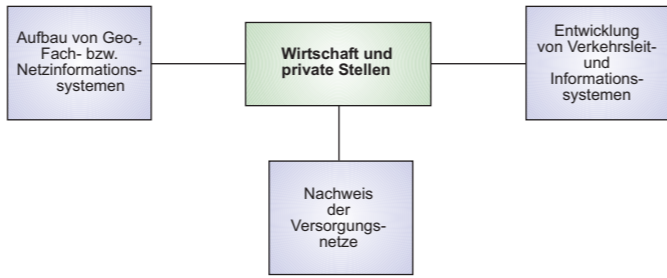 Aufbau von Geo-,
Fach- bzw.
Netzinformations-
systemen
Wirtschaft und
private Stellen
Entwicklung
von Verkehrsleit-
und
Informations-
systemen
Nachweis
der
Versorgungs-
netze